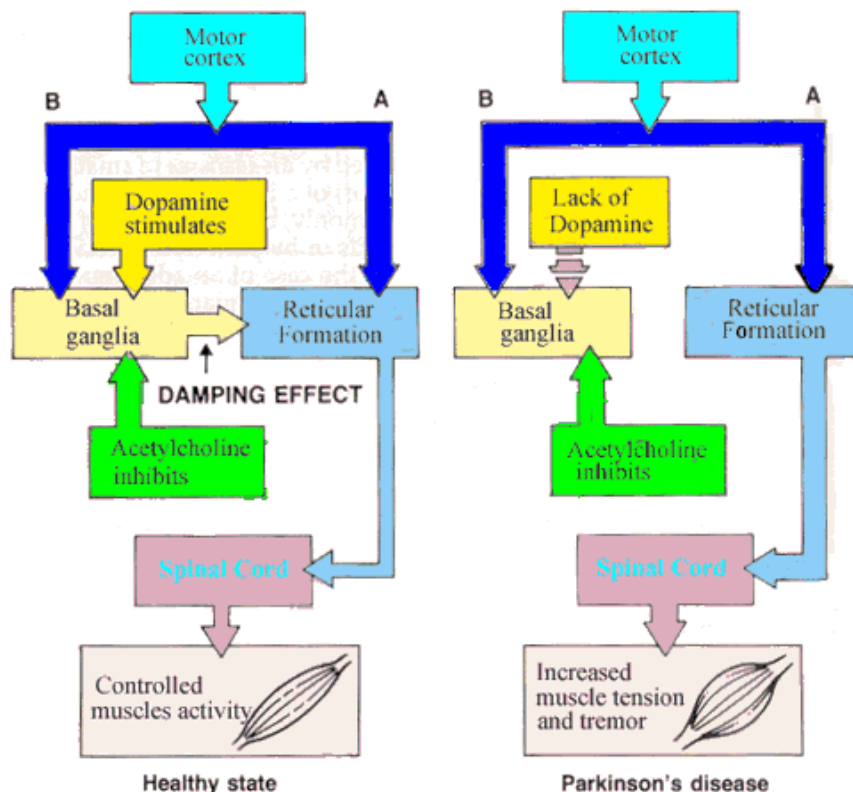 Motor
cortex
B
A
Dopamine
stimulates
Basal
ganglia
Reticular
Formation
DAMPING EFFECT
Acetylcholine
inhibits
Spinal Cord
Controlled
muscles activity
Healthy state
Motor
cortex
B
A
Lack of
Dopamine
Basal
ganglia
Reticular
Formation
Acetylcholine
inhibits
Spinal Cord
Increased
muscle tension
and tremor
Parkinson's disease